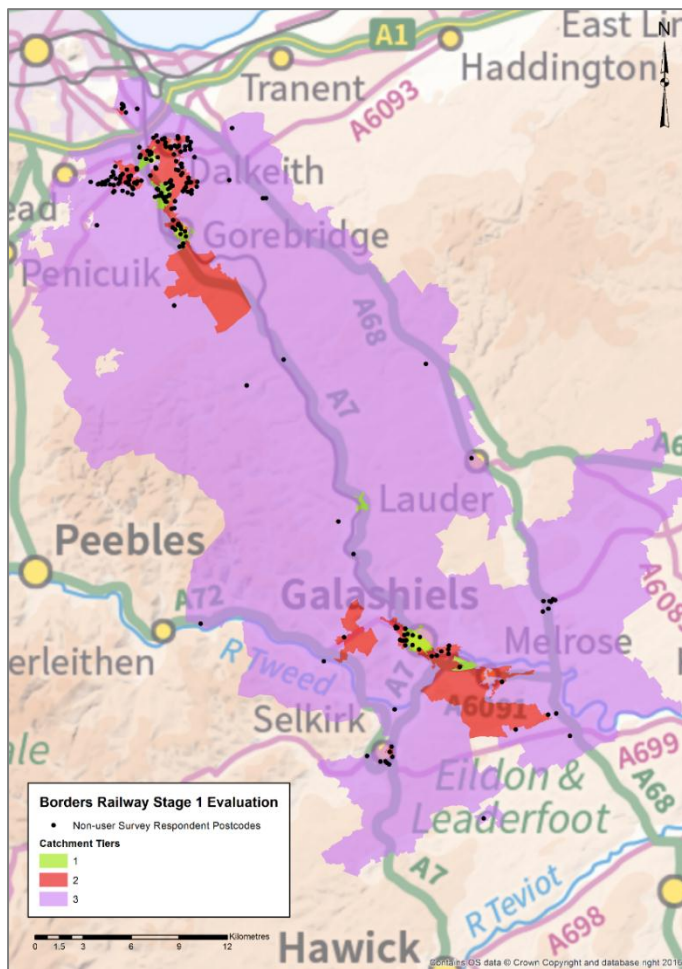 East Lin
N
A1
Haddington
Tranent
A6093
Dalkeith
ead
Gorebridge
Penicuik
A68
A7
A6
Lauder
Peebles
Galashiels
A72
A608
Melrose
erleithen
R Tweed
A7
A6091
Selkirk
A699
ale
Eildon &
Leaderfoot
A68
Borders Railway Stage 1 Evaluation
Non-user Survey Respondent Postcodes
Catchment Tiers
1
2
3
A7
R Teviot
Kilometres
0 1.5 3 6 9 12
A698
Hawick
Contains OS data © Crown Copyright and database right 2016